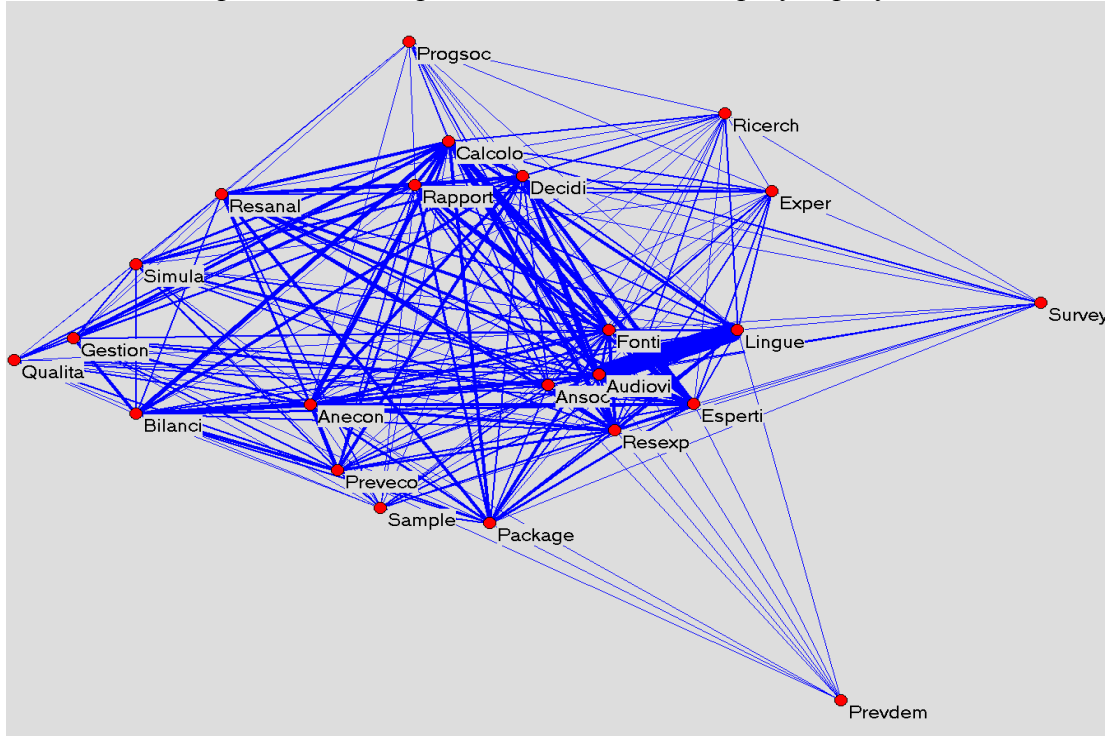 Progsoc
Ricerch
Calcolo
Decidi
Rapport
Resanal
Exper
Simula
Survey
Fonti
Lingue
Gestion
Qualita
Audiovi
Ansoc
Anecon
Esperti
Bilanci
Resexp
Preveco
Sample
Package
Prevdem